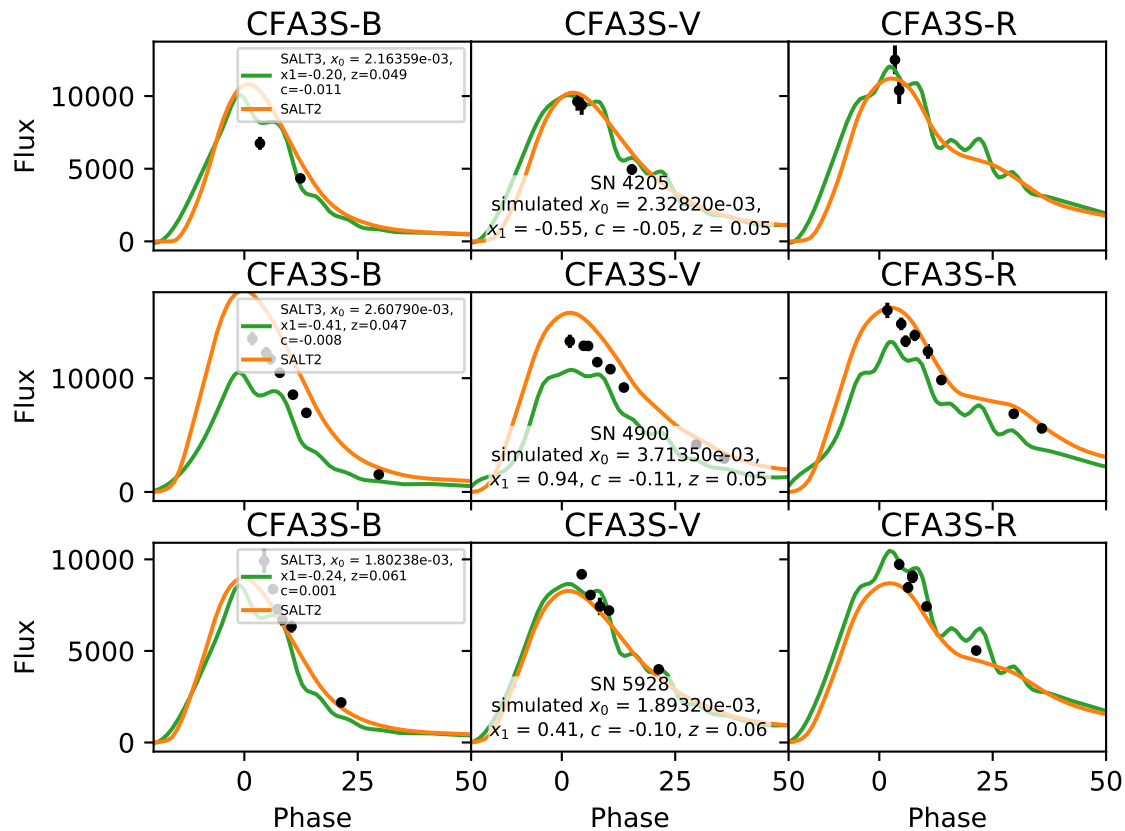 CFA3S-B CFA3S-V CFA3S-R
Flux
10000
5000
0
SALT3, x₀ = 2.16359e-03,
x1=-0.20, z=0.049
c=-0.011
SALT2
SN 4205
simulated x₀ = 2.32820e-03,
x₁ = -0.55, c = -0.05, z = 0.05
CFA3S-B CFA3S-V CFA3S-R
Flux
10000
0
SALT3, x₀ = 2.60790e-03,
x1=-0.41, z=0.047
c=-0.008
SALT2
SN 4900
simulated x₀ = 3.71350e-03,
x₁ = 0.94, c = -0.11, z = 0.05
CFA3S-B CFA3S-V CFA3S-R
Flux
10000
5000
0
SALT3, x₀ = 1.80238e-03,
x1=-0.24, z=0.061
c=0.001
SALT2
SN 5928
simulated x₀ = 1.89320e-03,
x₁ = 0.41, c = -0.10, z = 0.06
0 25 50 0 25 50 0 25 50
Phase Phase Phase